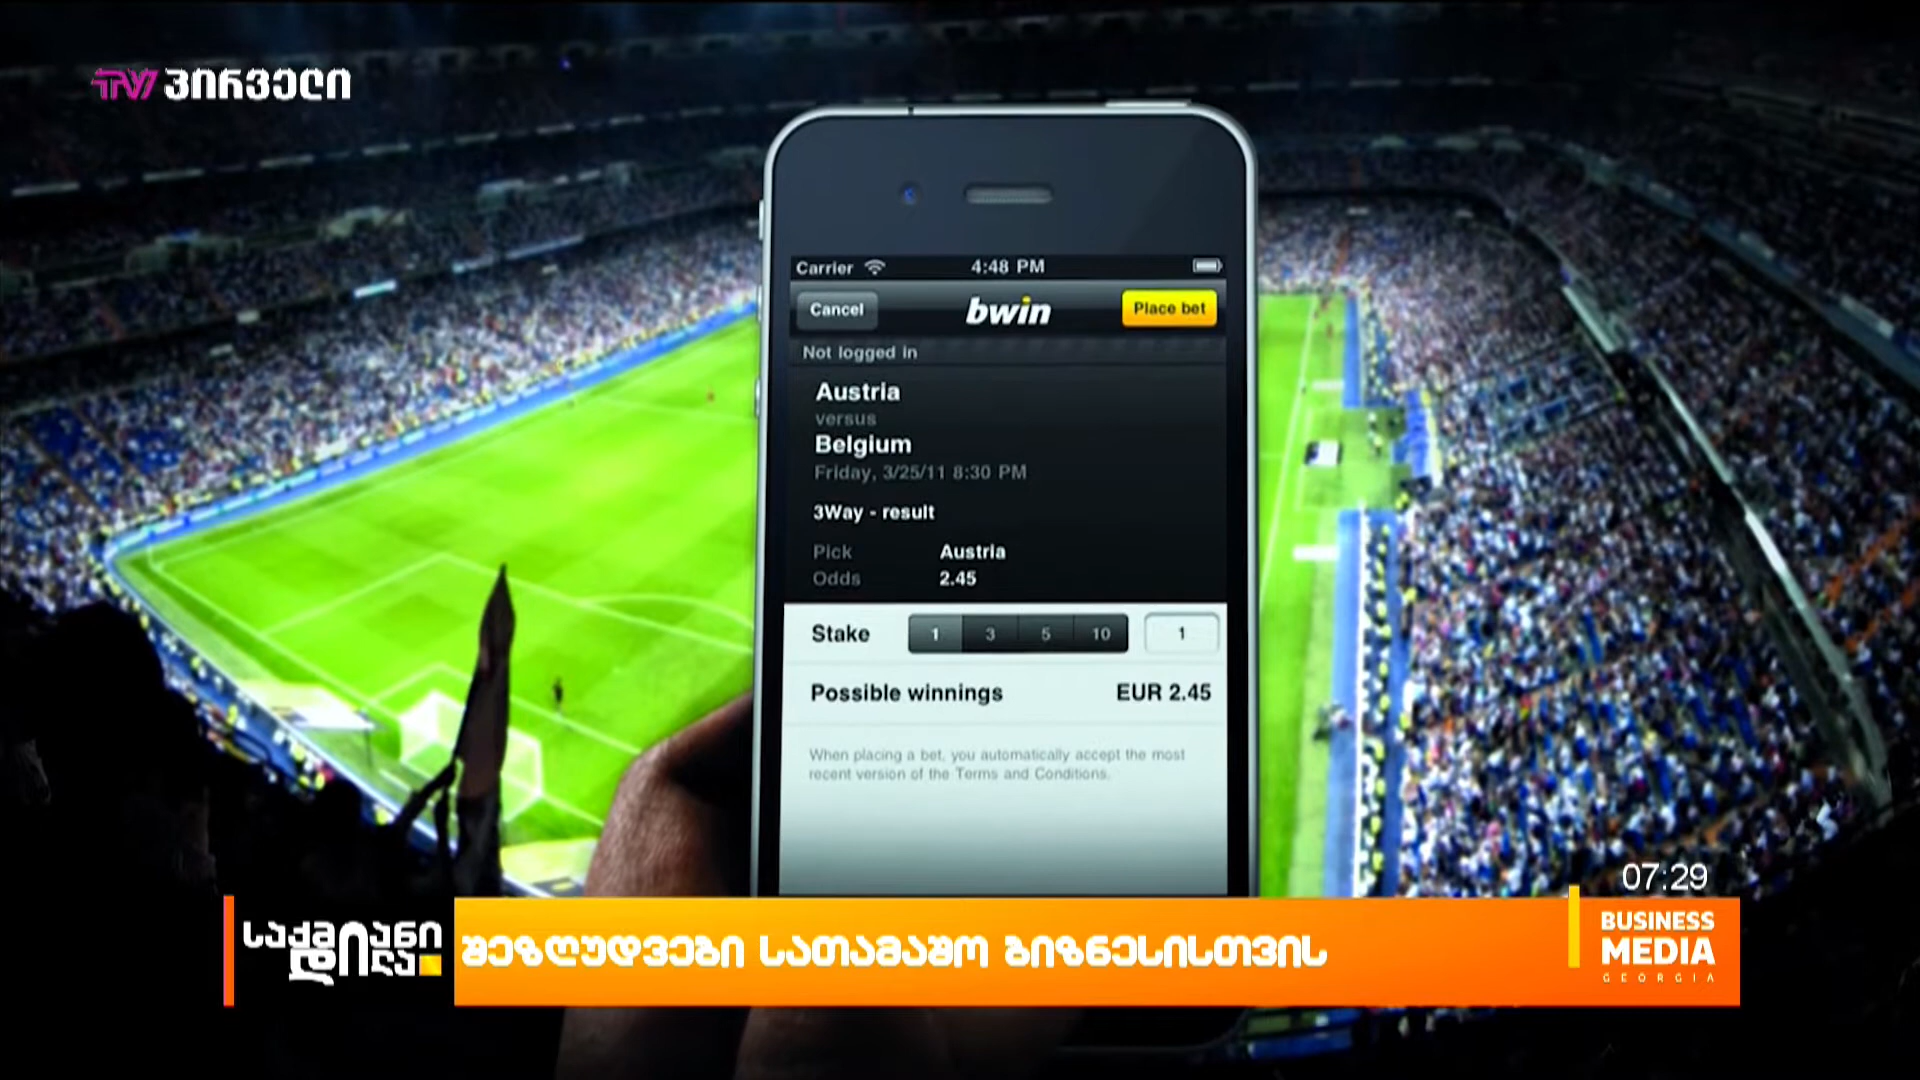 TV პირველი
Carrier
4:48 PM
Cancel
bwin
Place bet
Not logged in
Austria
versus
Belgium
Friday, 3/25/11 8:30 PM
3Way - result
Pick Austria
Odds 2.45
Stake 1 3 5 10 1
Possible winnings EUR 2.45
When placing a bet, you automatically accept the most
recent version of the Terms and Conditions.
07:29
საქმიანი
დილა
შეზღუდვები სათამაშო ბიზნესისთვის
BUSINESS
MEDIA
GEORGIA